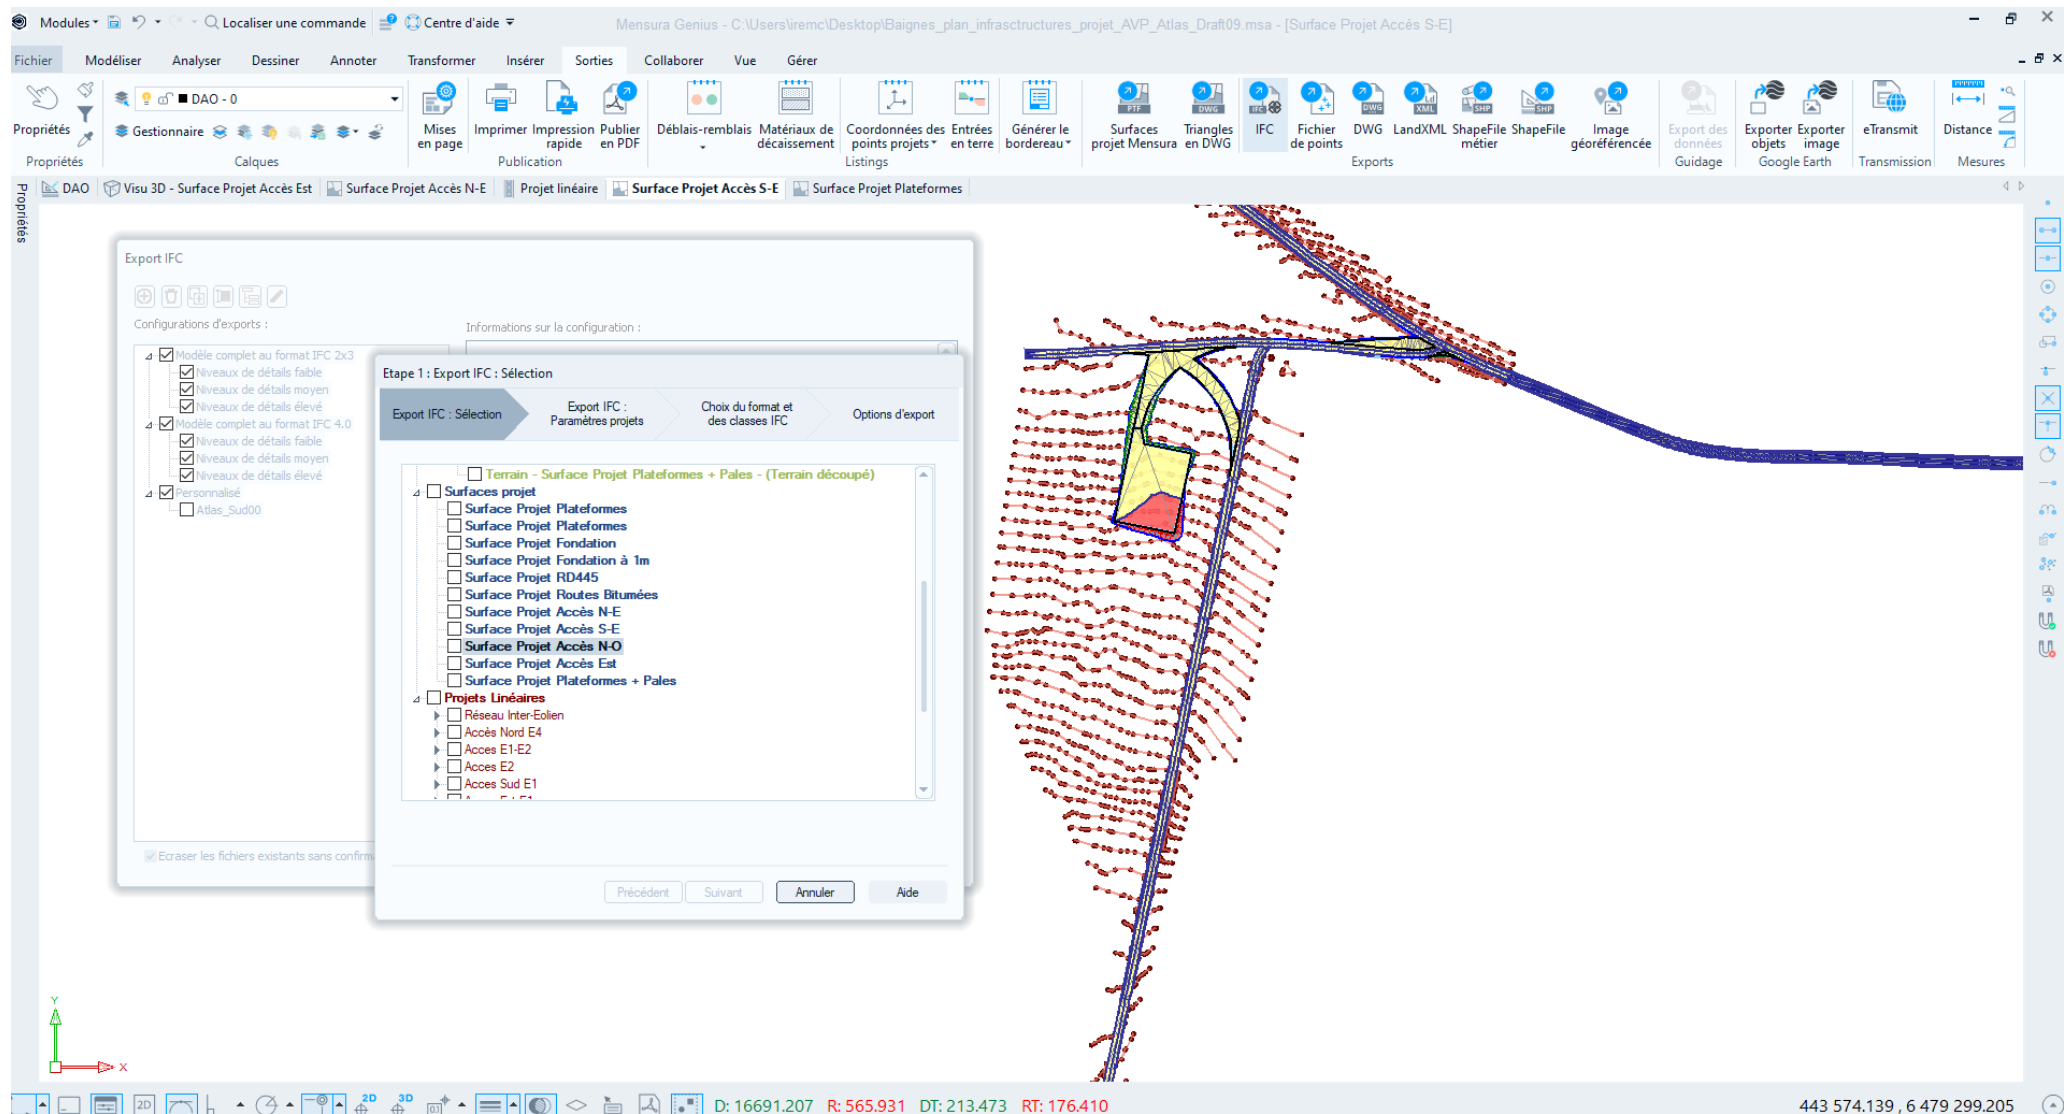 Modules
Localiser une commande
Centre d'aide
Mensura Genius - C:\Users\iremc\Desktop\Baignes_plan_infrasctructures_projet_AVP_Atlas_Draft09.msa - [Surface Projet Accés S-E]
Fichier Modéliser Analyser Dessiner Annoter Transformer Insérer Sorties Collaborer Vue Gérer
DAO - 0
Gestionnaire
Propriétés
Mises en page
Imprimer
Impression rapide
Publier en PDF
Déblais-remblais
Matériaux de décaissement
Coordonnées des points projets
Entrées en terre
Générer le bordereau
PTF
Surfaces projet Mensura
DWG
Triangles en DWG
IFC
IFC
Fichier de points
DWG
DWG
XML
LandXML
SHP
ShapeFile métier
SHP
ShapeFile
Image géoréférencée
Export des données
Exporter objets
Exporter image
eTransmit
Distance
Propriétés Calques Publication Listings Exports Guidage Google Earth Transmission Mesures
DAO
Visu 3D - Surface Projet Accès Est
Surface Projet Accès N-E
Projet linéaire
Surface Projet Accès S-E
Surface Projet Plateformes
Propriétés
Export IFC
Configurations d'exports :
Informations sur la configuration :
Modèle complet au format IFC 2x3
Niveaux de détails faible
Niveaux de détails moyen
Niveaux de détails élevé
Modèle complet au format IFC 4.0
Niveaux de détails faible
Niveaux de détails moyen
Niveaux de détails élevé
Personnalisé
Atlas_Sud00
Ecraser les fichiers existants sans confirm
Etape 1 : Export IFC : Sélection
Export IFC : Sélection
Export IFC : Paramètres projets
Choix du format et des classes IFC
Options d'export
Terrain - Surface Projet Plateformes + Pales - (Terrain découpé)
Surfaces projet
Surface Projet Plateformes
Surface Projet Plateformes
Surface Projet Fondation
Surface Projet Fondation à 1m
Surface Projet RD445
Surface Projet Routes Bitumées
Surface Projet Accès N-E
Surface Projet Accès S-E
Surface Projet Accès N-O
Surface Projet Accès Est
Surface Projet Plateformes + Pales
Projets Linéaires
Réseau Inter-Eolien
Accès Nord E4
Acces E1-E2
Acces E2
Acces Sud E1
Précédent Suivant Annuler Aide
Y
X
2D
2D
3D
D: 16691.207 R: 565.931 DT: 213.473 RT: 176.410
443 574.139 , 6 479 299.205